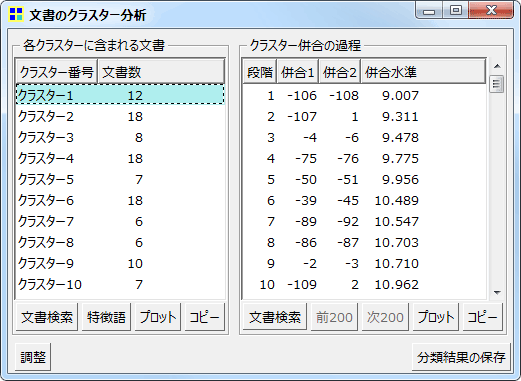 文書のクラスター分析
各クラスターに含まれる文書
クラスター番号 文書数
クラスター1 12
クラスター2 18
クラスター3 8
クラスター4 18
クラスター5 7
クラスター6 18
クラスター7 6
クラスター8 6
クラスター9 10
クラスター10 7
文書検索 特徴語 プロット コピー
クラスター併合の過程
段階 併合1 併合2 併合水準
1 -106 -108 9.007
2 -107 1 9.311
3 -4 -6 9.478
4 -75 -76 9.775
5 -50 -51 9.956
6 -39 -45 10.489
7 -89 -92 10.547
8 -86 -87 10.703
9 -2 -3 10.710
10 -109 2 10.962
文書検索 前200 次200 プロット コピー
調整 分類結果の保存